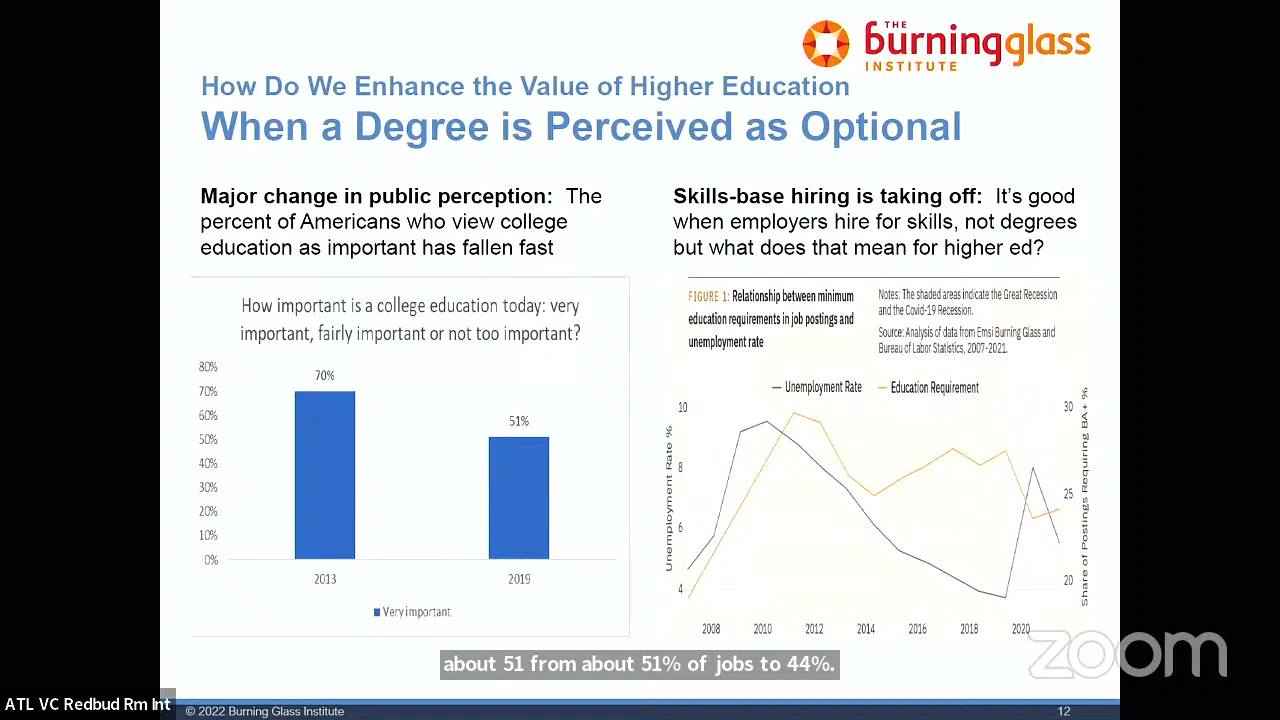 THE
burningglass
INSTITUTE
How Do We Enhance the Value of Higher Education
When a Degree is Perceived as Optional
Major change in public perception: The
percent of Americans who view college
education as important has fallen fast
How important is a college education today: very
important, fairly important or not too important?
80%
70%
60%
50%
40%
30%
20%
10%
0%
70%
51%
2013
2019
Very important
Skills-base hiring is taking off: It's good
when employers hire for skills, not degrees
but what does that mean for higher ed?
FIGURE 1: Relationship between minimum
education requirements in job postings and
unemployment rate
Notes: The shaded areas indicate the Great Recession
and the Covid-19 Recession.
Source: Analysis of data from Emsi Burning Glass and
Bureau of Labor Statistics, 2007-2021.
Unemployment Rate
Education Requirement
Unemployment Rate %
10
8
6
4
30
25
20
Share of Postings Requiring BA+ %
2008 2010 2012 2014 2016 2018 2020
zoom
about 51 from about 51% of jobs to 44%.
ATL VC Redbud Rm Int
© 2022 Burning Glass Institute
12